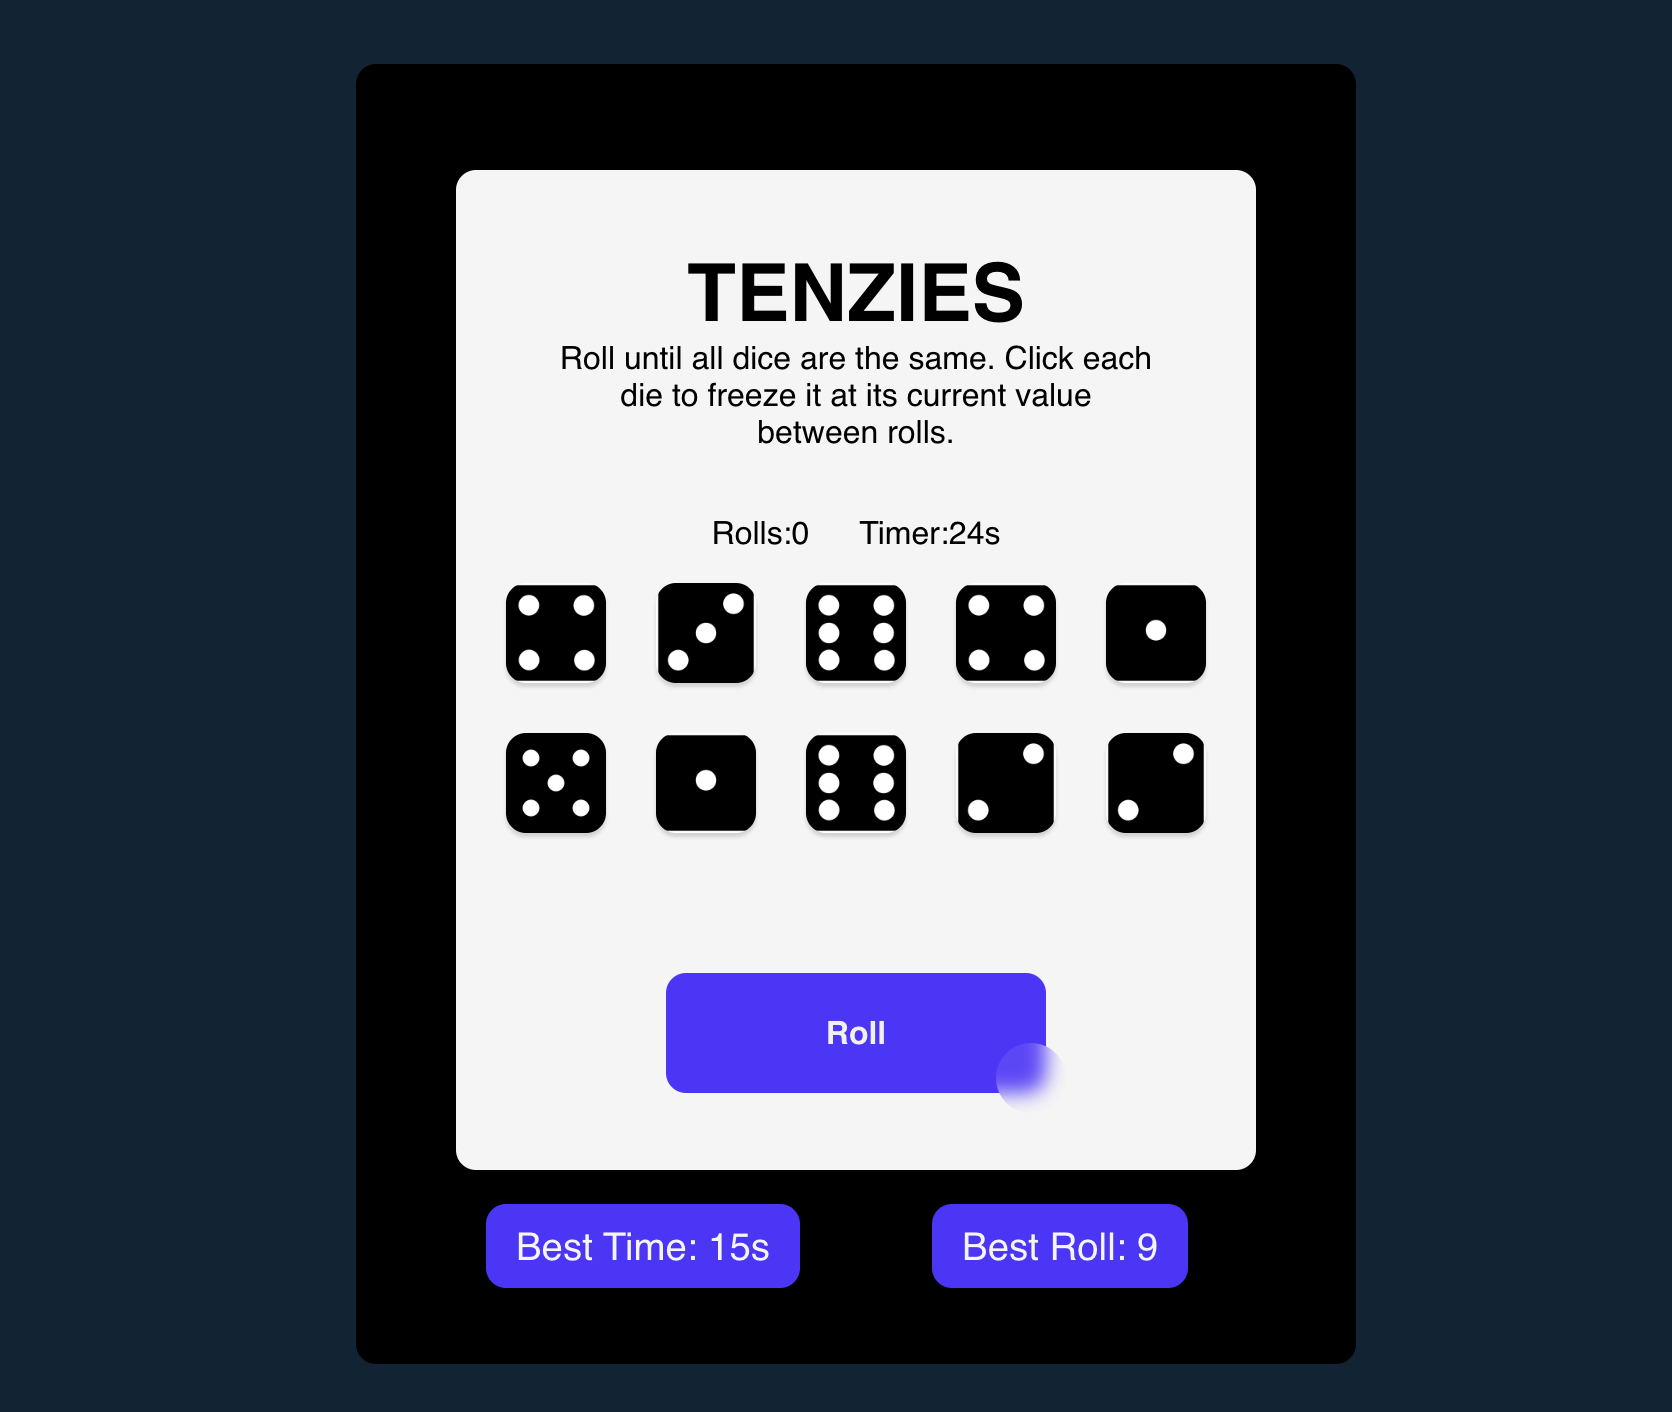 TENZIES
Roll until all dice are the same. Click each
die to freeze it at its current value
between rolls.
Rolls:0 Timer:24s
Roll
Best Time: 15s Best Roll: 9